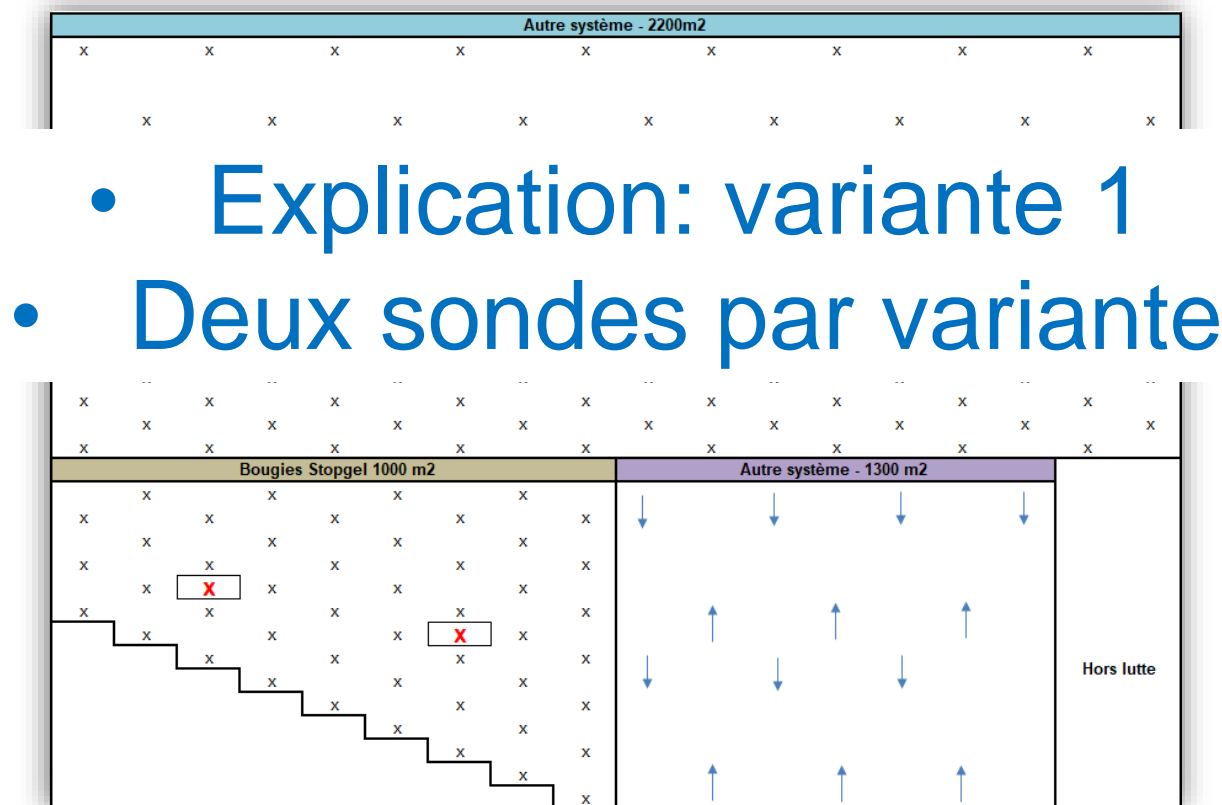 Autre système - 2200m2
x x x x x x x x x
x x x x x x x x x
• Explication: variante 1
• Deux sondes par variante
x x x x x x x x x
x x x x x x x x x
x x x x x x x x x
Bougies Stopgel 1000 m2 Autre système - 1300 m2
x x x x
x x x x x
x x x x
x x x x x
x X x x x
x x x x x
x x x X x
x x x x
Hors lutte
x x x
x x x
x x
x x
x
x